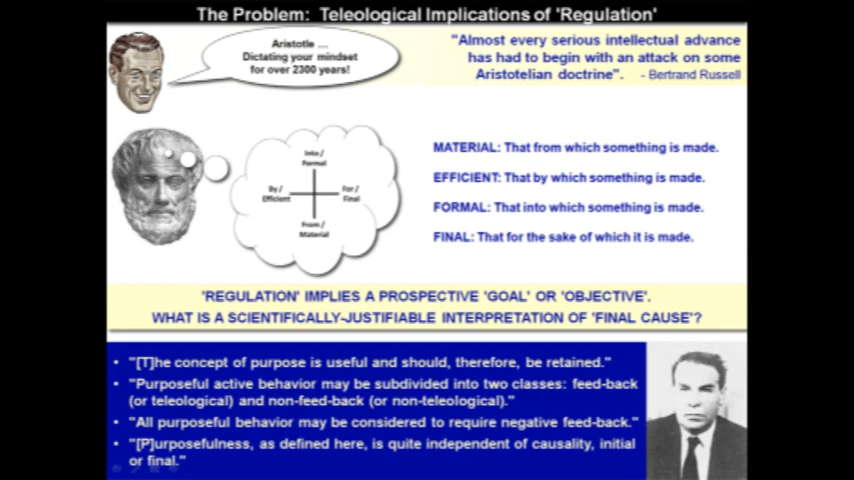 The Problem: Teleological Implications of 'Regulation'
Aristotle ...
Dictating your mindset
for over 2300 years!
"Almost every serious intellectual advance
has had to begin with an attack on some
Aristotelian doctrine". - Bertrand Russell
Into /
Formal
By /
Efficient
For /
Final
From /
Material
MATERIAL: That from which something is made.
EFFICIENT: That by which something is made.
FORMAL: That into which something is made.
FINAL: That for the sake of which it is made.
'REGULATION' IMPLIES A PROSPECTIVE 'GOAL' OR 'OBJECTIVE'.
WHAT IS A SCIENTIFICALLY-JUSTIFIABLE INTERPRETATION OF 'FINAL CAUSE'?
• "[T]he concept of purpose is useful and should, therefore, be retained."
• "Purposeful active behavior may be subdivided into two classes: feed-back
(or teleological) and non-feed-back (or non-teleological)."
• "All purposeful behavior may be considered to require negative feed-back."
• "[P]urposefulness, as defined here, is quite independent of causality, initial
or final."